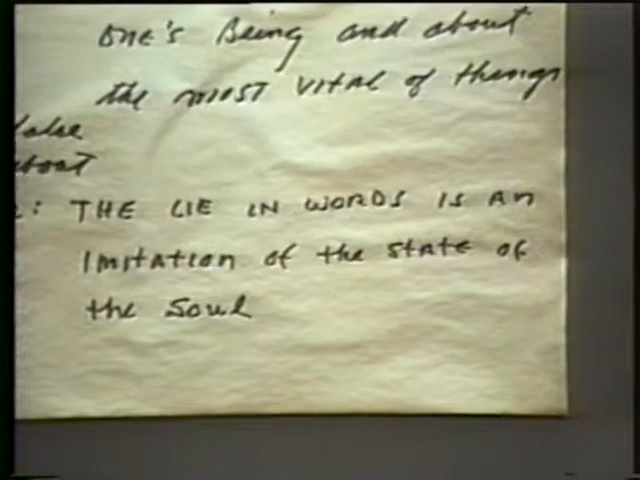 one's Being and about
the most vital of things
about
: THE LIE IN WORDS IS An
Imitation of the state of
the Soul